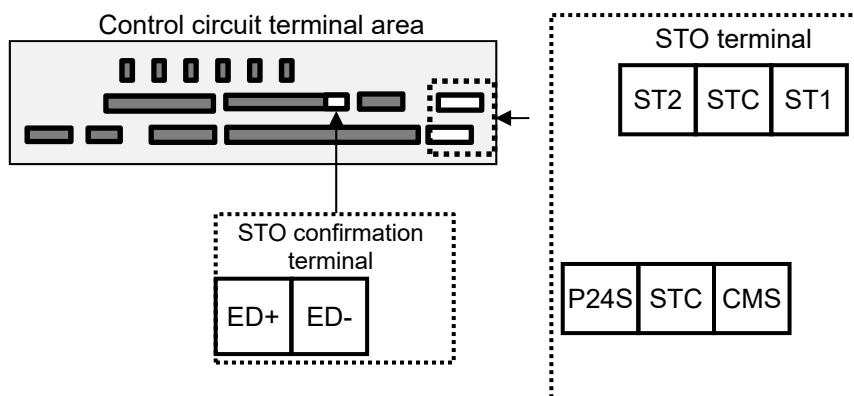 Control circuit terminal area
STO terminal
ST2 STC ST1
STO confirmation
terminal
ED+ ED-
P24S STC CMS